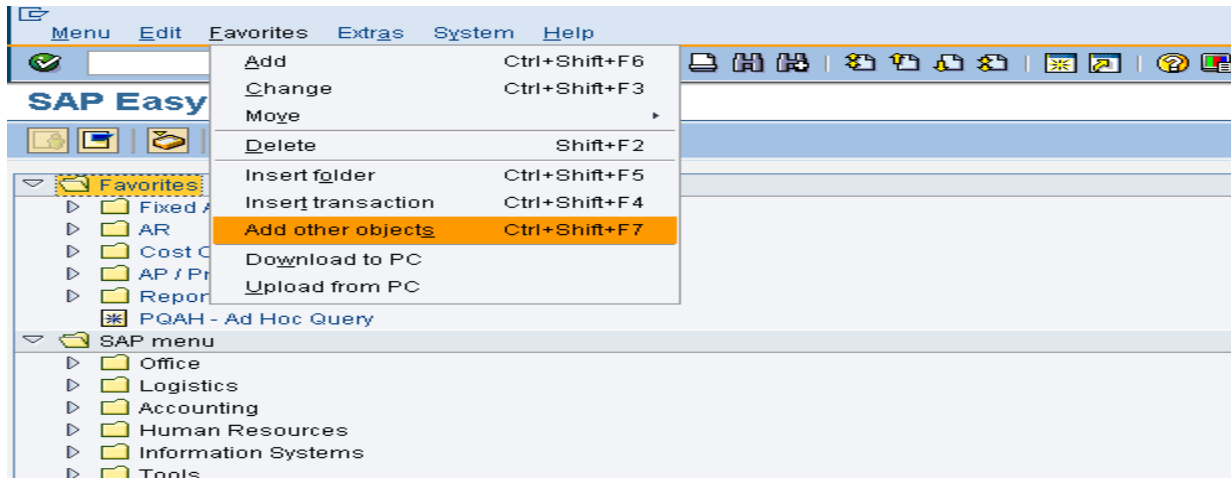 Menu Edit Favorites Extras System Help
Add Ctrl+Shift+F6
Change Ctrl+Shift+F3
SAP Easy
Move
Delete Shift+F2
Insert folder Ctrl+Shift+F5
Favorites
Insert transaction Ctrl+Shift+F4
Fixed A
Add other objects Ctrl+Shift+F7
AR
Download to PC
Cost C
AP / Pr
Upload from PC
Repor
PQAH - Ad Hoc Query
SAP menu
Office
Logistics
Accounting
Human Resources
Information Systems
Tools